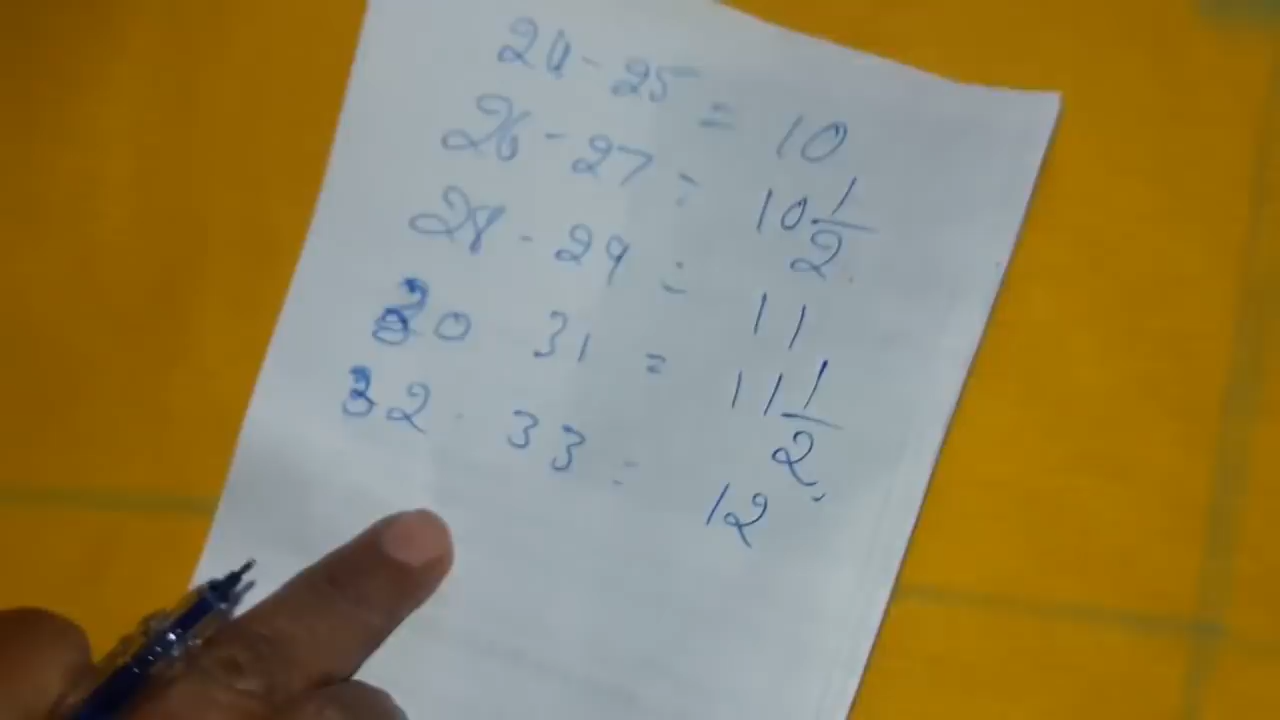 24 - 25 = 10
26 - 27 = 10 1/2
28 - 29 = 11
30 31 = 11 1/2
32 - 33 = 12